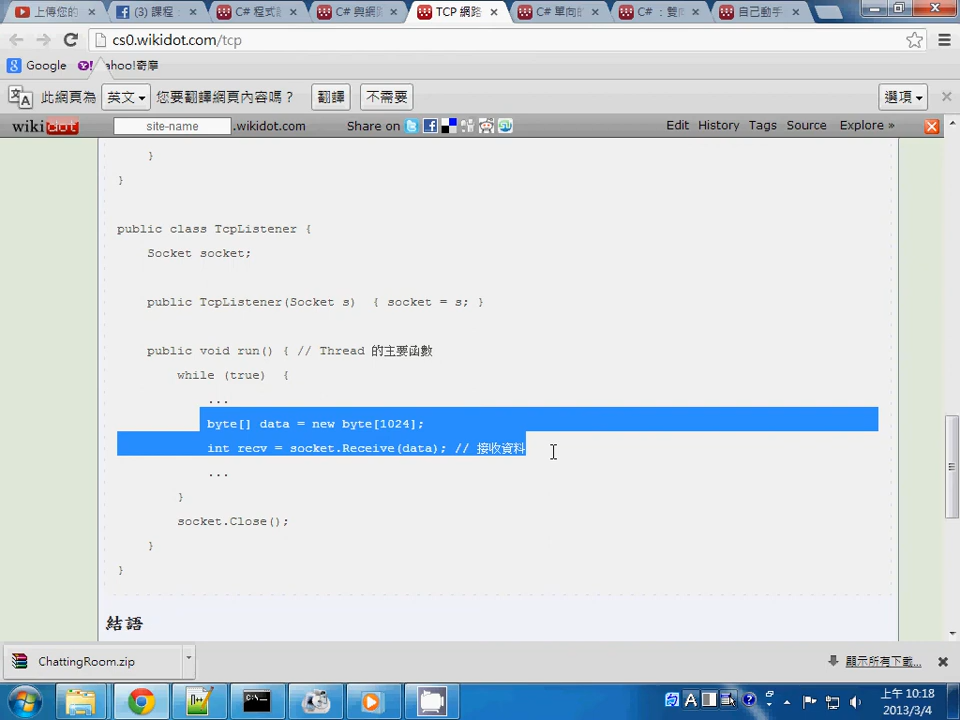 上傳您的
(3) 課程
C# 程式設
C# 與網
TCP 網路
C# 單向的
C# ：雙向
自己動手
cs0.wikidot.com/tcp
Google
Yahoo!奇摩
此網頁為 英文 您要翻譯網頁內容嗎？ 翻譯 不需要 選項
wikidot site-name .wikidot.com Share on Edit History Tags Source Explore »
}
}
public class TcpListener {
Socket socket;
public TcpListener(Socket s) { socket = s; }
public void run() { // Thread 的主要函數
while (true) {
...
byte[] data = new byte[1024];
int recv = socket.Receive(data); // 接收資料
...
}
socket.Close();
}
}
結語
ChattingRoom.zip
顯示所有下載...
上午 10:18
2013/3/4